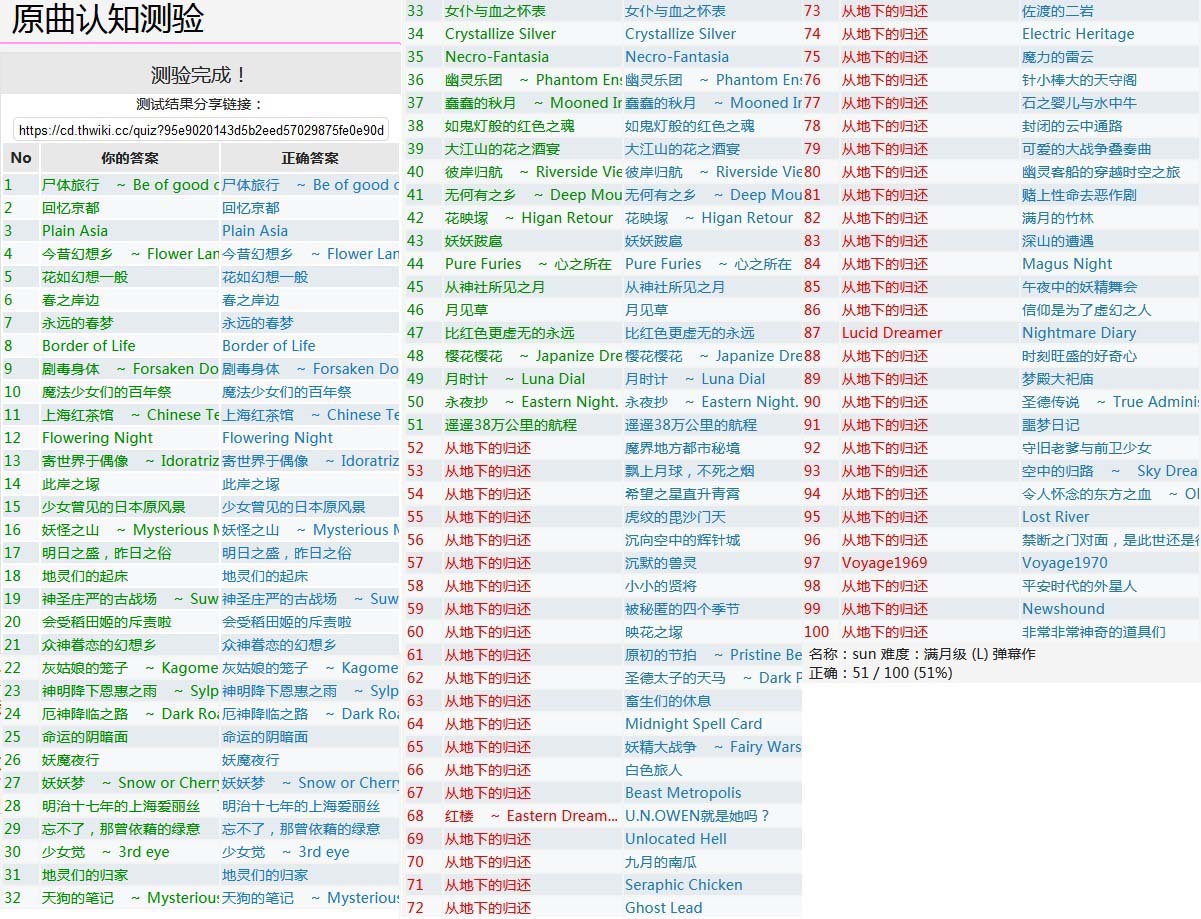 原曲认知测验
测验完成！
测试结果分享链接：
https://cd.thwiki.cc/quiz?95e9020143d5b2eed57029875fe0e90d
No 你的答案 正确答案
1 尸体旅行 ～ Be of good c 尸体旅行 ～ Be of good c
2 回忆京都 回忆京都
3 Plain Asia Plain Asia
4 今昔幻想乡 ～ Flower Lan 今昔幻想乡 ～ Flower Lan
5 花如幻想一般 花如幻想一般
6 春之岸边 春之岸边
7 永远的春梦 永远的春梦
8 Border of Life Border of Life
9 剧毒身体 ～ Forsaken Do 剧毒身体 ～ Forsaken Do
10 魔法少女们的百年祭 魔法少女们的百年祭
11 上海红茶馆 ～ Chinese Te 上海红茶馆 ～ Chinese Te
12 Flowering Night Flowering Night
13 寄世界于偶像 ～ Idoratriz 寄世界于偶像 ～ Idoratriz
14 此岸之塚 此岸之塚
15 少女曾见的日本原风景 少女曾见的日本原风景
16 妖怪之山 ～ Mysterious M 妖怪之山 ～ Mysterious M
17 明日之盛，昨日之俗 明日之盛，昨日之俗
18 地灵们的起床 地灵们的起床
19 神圣庄严的古战场 ～ Suw 神圣庄严的古战场 ～ Suw
20 会受稻田姬的斥责啦 会受稻田姬的斥责啦
21 众神眷恋的幻想乡 众神眷恋的幻想乡
22 灰姑娘的笼子 ～ Kagome 灰姑娘的笼子 ～ Kagome
23 神明降下恩惠之雨 ～ Sylp 神明降下恩惠之雨 ～ Sylp
24 厄神降临之路 ～ Dark Roa 厄神降临之路 ～ Dark Roa
25 命运的阴暗面 命运的阴暗面
26 妖魔夜行 妖魔夜行
27 妖妖梦 ～ Snow or Cherry 妖妖梦 ～ Snow or Cherry
28 明治十七年的上海爱丽丝 明治十七年的上海爱丽丝
29 忘不了，那曾依藉的绿意 忘不了，那曾依藉的绿意
30 少女觉 ～ 3rd eye 少女觉 ～ 3rd eye
31 地灵们的归家 地灵们的归家
32 天狗的笔记 ～ Mysterious 天狗的笔记 ～ Mysterious
33 女仆与血之怀表 女仆与血之怀表
34 Crystallize Silver Crystallize Silver
35 Necro-Fantasia Necro-Fantasia
36 幽灵乐团 ～ Phantom Ens 幽灵乐团 ～ Phantom Ens
37 蠢蠢的秋月 ～ Mooned In 蠢蠢的秋月 ～ Mooned In
38 如鬼灯般的红色之魂 如鬼灯般的红色之魂
39 大江山的花之酒宴 大江山的花之酒宴
40 彼岸归航 ～ Riverside Vie 彼岸归航 ～ Riverside Vie
41 无何有之乡 ～ Deep Mou 无何有之乡 ～ Deep Mou
42 花映塚 ～ Higan Retour 花映塚 ～ Higan Retour
43 妖妖跋扈 妖妖跋扈
44 Pure Furies ～ 心之所在 Pure Furies ～ 心之所在
45 从神社所见之月 从神社所见之月
46 月见草 月见草
47 比红色更虚无的永远 比红色更虚无的永远
48 樱花樱花 ～ Japanize Dre 樱花樱花 ～ Japanize Dre
49 月时计 ～ Luna Dial 月时计 ～ Luna Dial
50 永夜抄 ～ Eastern Night. 永夜抄 ～ Eastern Night.
51 遥遥38万公里的航程 遥遥38万公里的航程
52 从地下的归还 魔界地方都市秘境
53 从地下的归还 飘上月球，不死之烟
54 从地下的归还 希望之星直升青霄
55 从地下的归还 虎纹的毘沙门天
56 从地下的归还 沉向空中的辉针城
57 从地下的归还 沉默的兽灵
58 从地下的归还 小小的贤将
59 从地下的归还 被秘匿的四个季节
60 从地下的归还 映花之塚
61 从地下的归还 原初的节拍 ～ Pristine Be
62 从地下的归还 圣德太子的天马 ～ Dark P
63 从地下的归还 畜生们的休息
64 从地下的归还 Midnight Spell Card
65 从地下的归还 妖精大战争 ～ Fairy Wars
66 从地下的归还 白色旅人
67 从地下的归还 Beast Metropolis
68 红楼 ～ Eastern Dream... U.N.OWEN就是她吗？
69 从地下的归还 Unlocated Hell
70 从地下的归还 九月的南瓜
71 从地下的归还 Seraphic Chicken
72 从地下的归还 Ghost Lead
73 从地下的归还 佐渡的二岩
74 从地下的归还 Electric Heritage
75 从地下的归还 魔力的雷云
76 从地下的归还 针小棒大的天守阁
77 从地下的归还 石之婴儿与水中牛
78 从地下的归还 封闭的云中通路
79 从地下的归还 可爱的大战争叠奏曲
80 从地下的归还 幽灵客船的穿越时空之旅
81 从地下的归还 赌上性命去恶作剧
82 从地下的归还 满月的竹林
83 从地下的归还 深山的遭遇
84 从地下的归还 Magus Night
85 从地下的归还 午夜中的妖精舞会
86 从地下的归还 信仰是为了虚幻之人
87 Lucid Dreamer Nightmare Diary
88 从地下的归还 时刻旺盛的好奇心
89 从地下的归还 梦殿大祀庙
90 从地下的归还 圣德传说 ～ True Adminis
91 从地下的归还 噩梦日记
92 从地下的归还 守旧老爹与前卫少女
93 从地下的归还 空中的归路 ～ Sky Drea
94 从地下的归还 令人怀念的东方之血 ～ Ol
95 从地下的归还 Lost River
96 从地下的归还 禁断之门对面，是此世还是彼
97 Voyage1969 Voyage1970
98 从地下的归还 平安时代的外星人
99 从地下的归还 Newshound
100 从地下的归还 非常非常神奇的道具们
名称：sun 难度：满月级 (L) 弹幕作
正确：51 / 100 (51%)